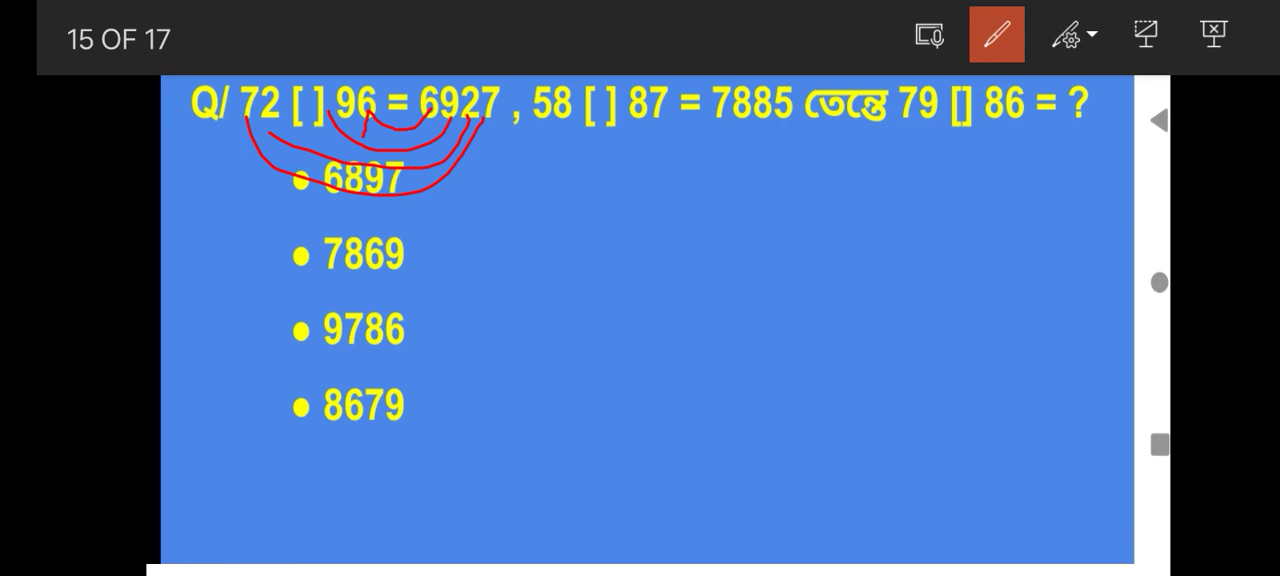 15 OF 17
Q/ 72 [ ] 96 = 6927 , 58 [ ] 87 = 7885 তেন্তে 79 [] 86 = ?
• 6897
• 7869
• 9786
• 8679